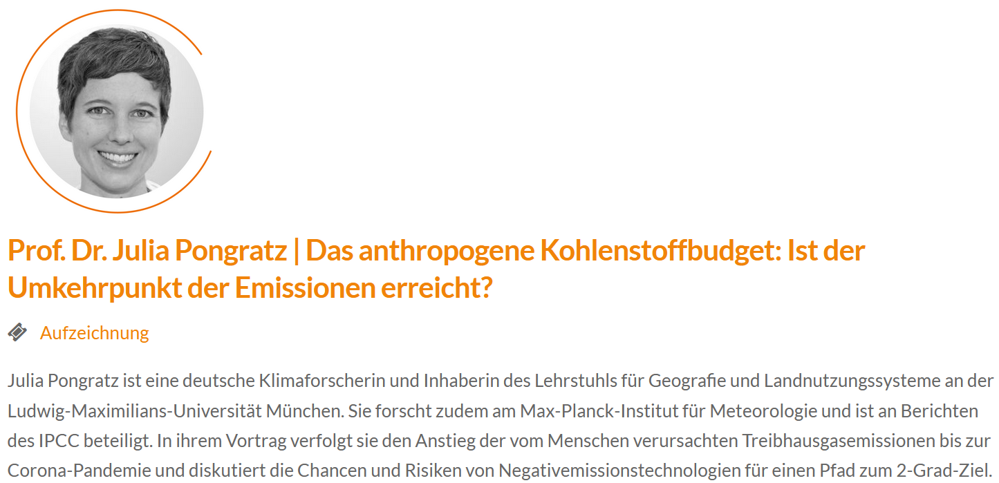 Prof. Dr. Julia Pongratz | Das anthropogene Kohlenstoffbudget: Ist der
Umkehrpunkt der Emissionen erreicht?
Aufzeichnung
Julia Pongratz ist eine deutsche Klimaforscherin und Inhaberin des Lehrstuhls für Geografie und Landnutzungssysteme an der
Ludwig-Maximilians-Universität München. Sie forscht zudem am Max-Planck-Institut für Meteorologie und ist an Berichten
des IPCC beteiligt. In ihrem Vortrag verfolgt sie den Anstieg der vom Menschen verursachten Treibhausgasemissionen bis zur
Corona-Pandemie und diskutiert die Chancen und Risiken von Negativemissionstechnologien für einen Pfad zum 2-Grad-Ziel.